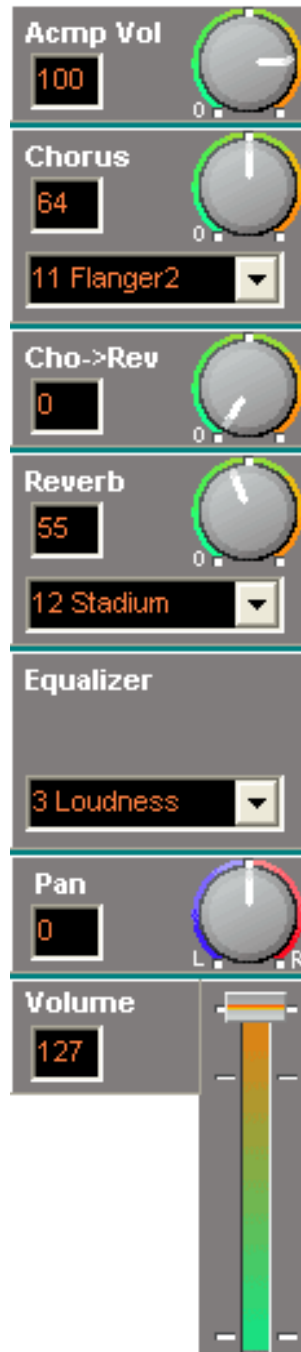 Acmp Vol
100
0
Chorus
64
0
11 Flanger2
Cho->Rev
0
0
Reverb
55
0
12 Stadium
Equalizer
3 Loudness
Pan
0
L R
Volume
127